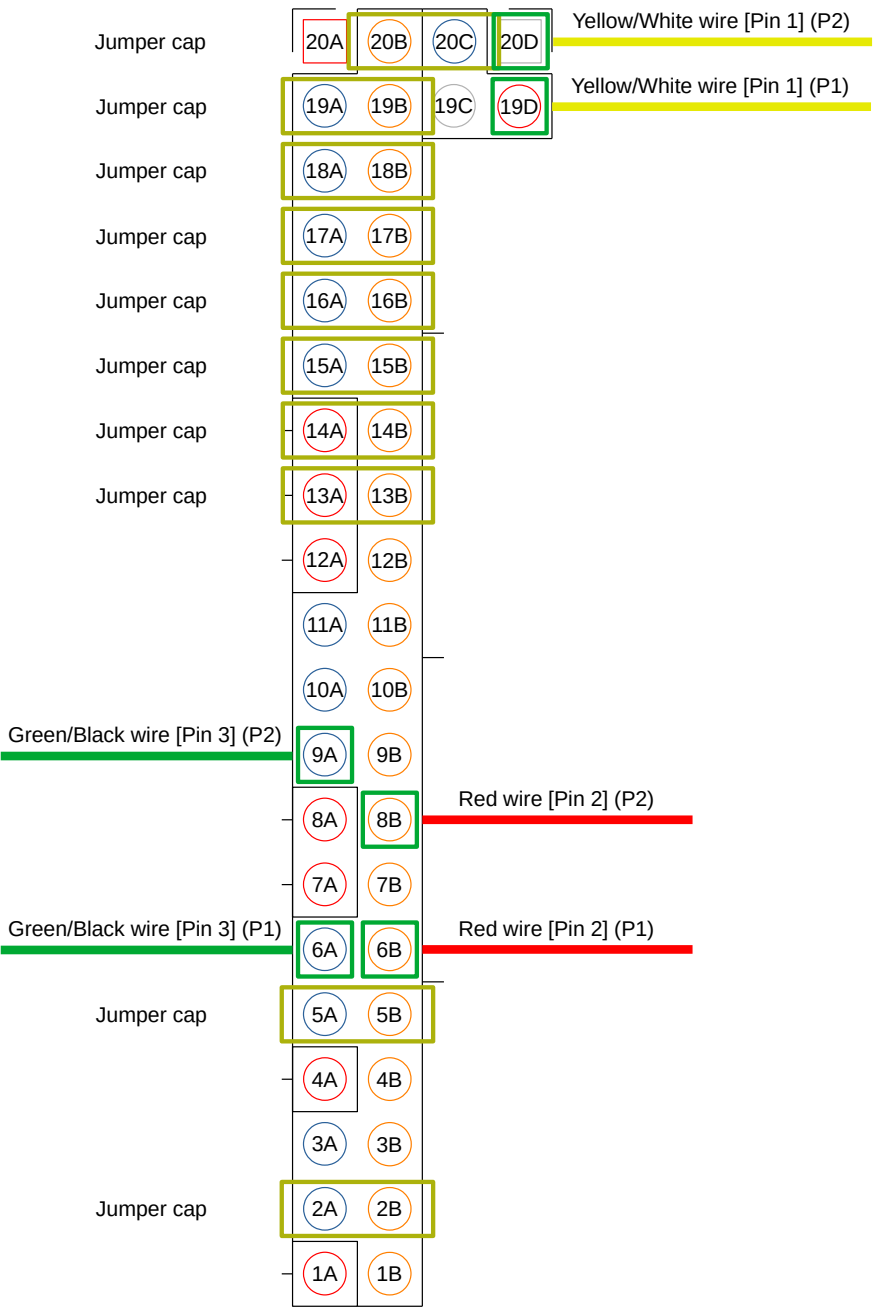 Yellow/White wire [Pin 1] (P2)
Jumper cap 20A 20B 20C 20D
Yellow/White wire [Pin 1] (P1)
Jumper cap 19A 19B 19C 19D
Jumper cap 18A 18B
Jumper cap 17A 17B
Jumper cap 16A 16B
Jumper cap 15A 15B
Jumper cap 14A 14B
Jumper cap 13A 13B
12A 12B
11A 11B
10A 10B
Green/Black wire [Pin 3] (P2)
9A 9B
Red wire [Pin 2] (P2)
8A 8B
7A 7B
Green/Black wire [Pin 3] (P1) Red wire [Pin 2] (P1)
6A 6B
Jumper cap 5A 5B
4A 4B
3A 3B
Jumper cap 2A 2B
1A 1B